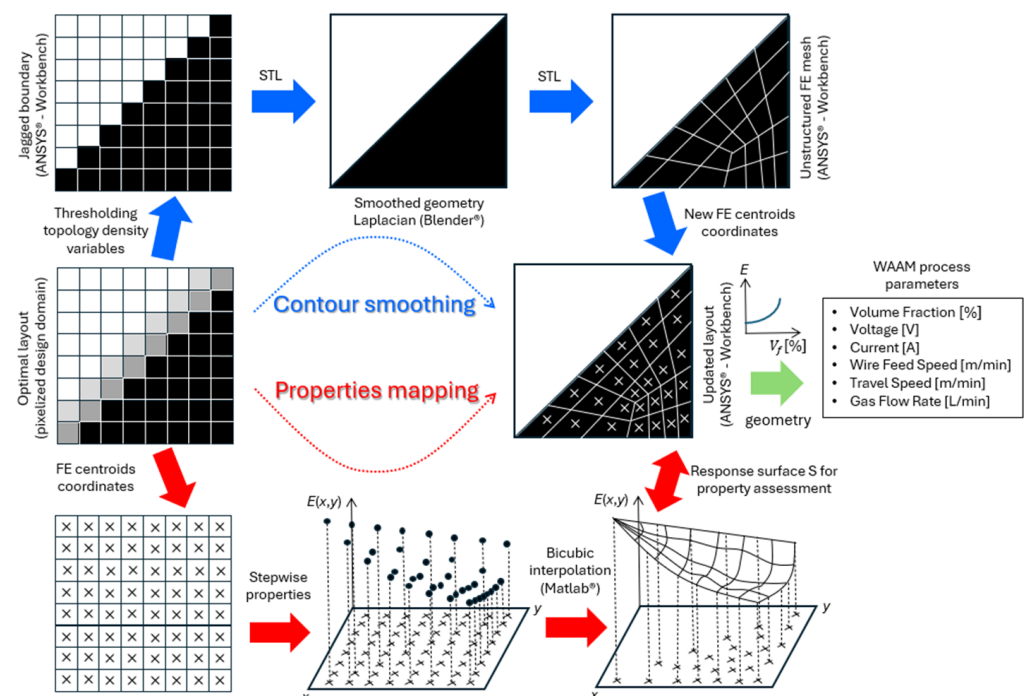 Jagged boundary
(ANSYS® - Workbench)
STL
Smoothed geometry
Laplacian (Blender®)
STL
Unstructured FE mesh
(ANSYS® - Workbench)
Thresholding
topology density
variables
New FE centroids
coordinates
Optimal layout
(pixelized design domain)
Contour smoothing
Properties mapping
Updated layout
(ANSYS® - Workbench)
E
Vf [%]
geometry
WAAM process
parameters
• Volume Fraction [%]
• Voltage [V]
• Current [A]
• Wire Feed Speed [m/min]
• Travel Speed [m/min]
• Gas Flow Rate [L/min]
FE centroids
coordinates
Response surface S for
property assessment
Stepwise
properties
E(x,y)
y
x
Bicubic
interpolation
(Matlab®)
E(x,y)
y
x